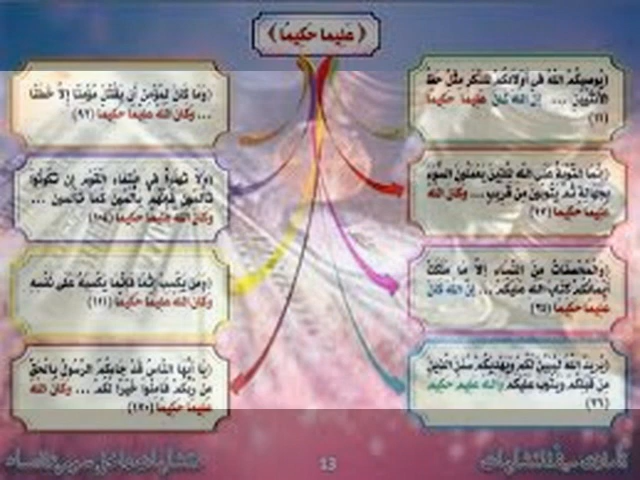 ﴿ عليما حكيما ﴾
﴿يوصيكم الله في أولادكم للذكر مثل حظ
الأنثيين ... إن الله كان عليما حكيما
(١١)
﴿إنما التوبة على الله للذين يعملون السوء
بجهالة ثم يتوبون من قريب ... وكان الله
عليما حكيما (١٧)
﴿والمحصنات من النساء إلا ما ملكت
أيمانكم كتاب الله عليكم ... إن الله كان
عليما حكيما (٢٤)
﴿يريد الله ليبين لكم ويهديكم سنن الذين
من قبلكم ويتوب عليكم والله عليم حكيم
(٢٦)
﴿وما كان لمؤمن أن يقتل مؤمنا إلا خطئا
... وكان الله عليما حكيما (٩٢)
﴿ولا تهنوا في ابتغاء القوم إن تكونوا
تألمون فإنهم يألمون كما تألمون ...
وكان الله عليما حكيما (١٠٤)
﴿ومن يكسب إثما فإنما يكسبه على نفسه
وكان الله عليما حكيما (١١١)
﴿يا أيها الناس قد جاءكم الرسول بالحق
من ربكم فآمنوا خيرا لكم ... وكان الله
عليما حكيما (١٧٠)
13